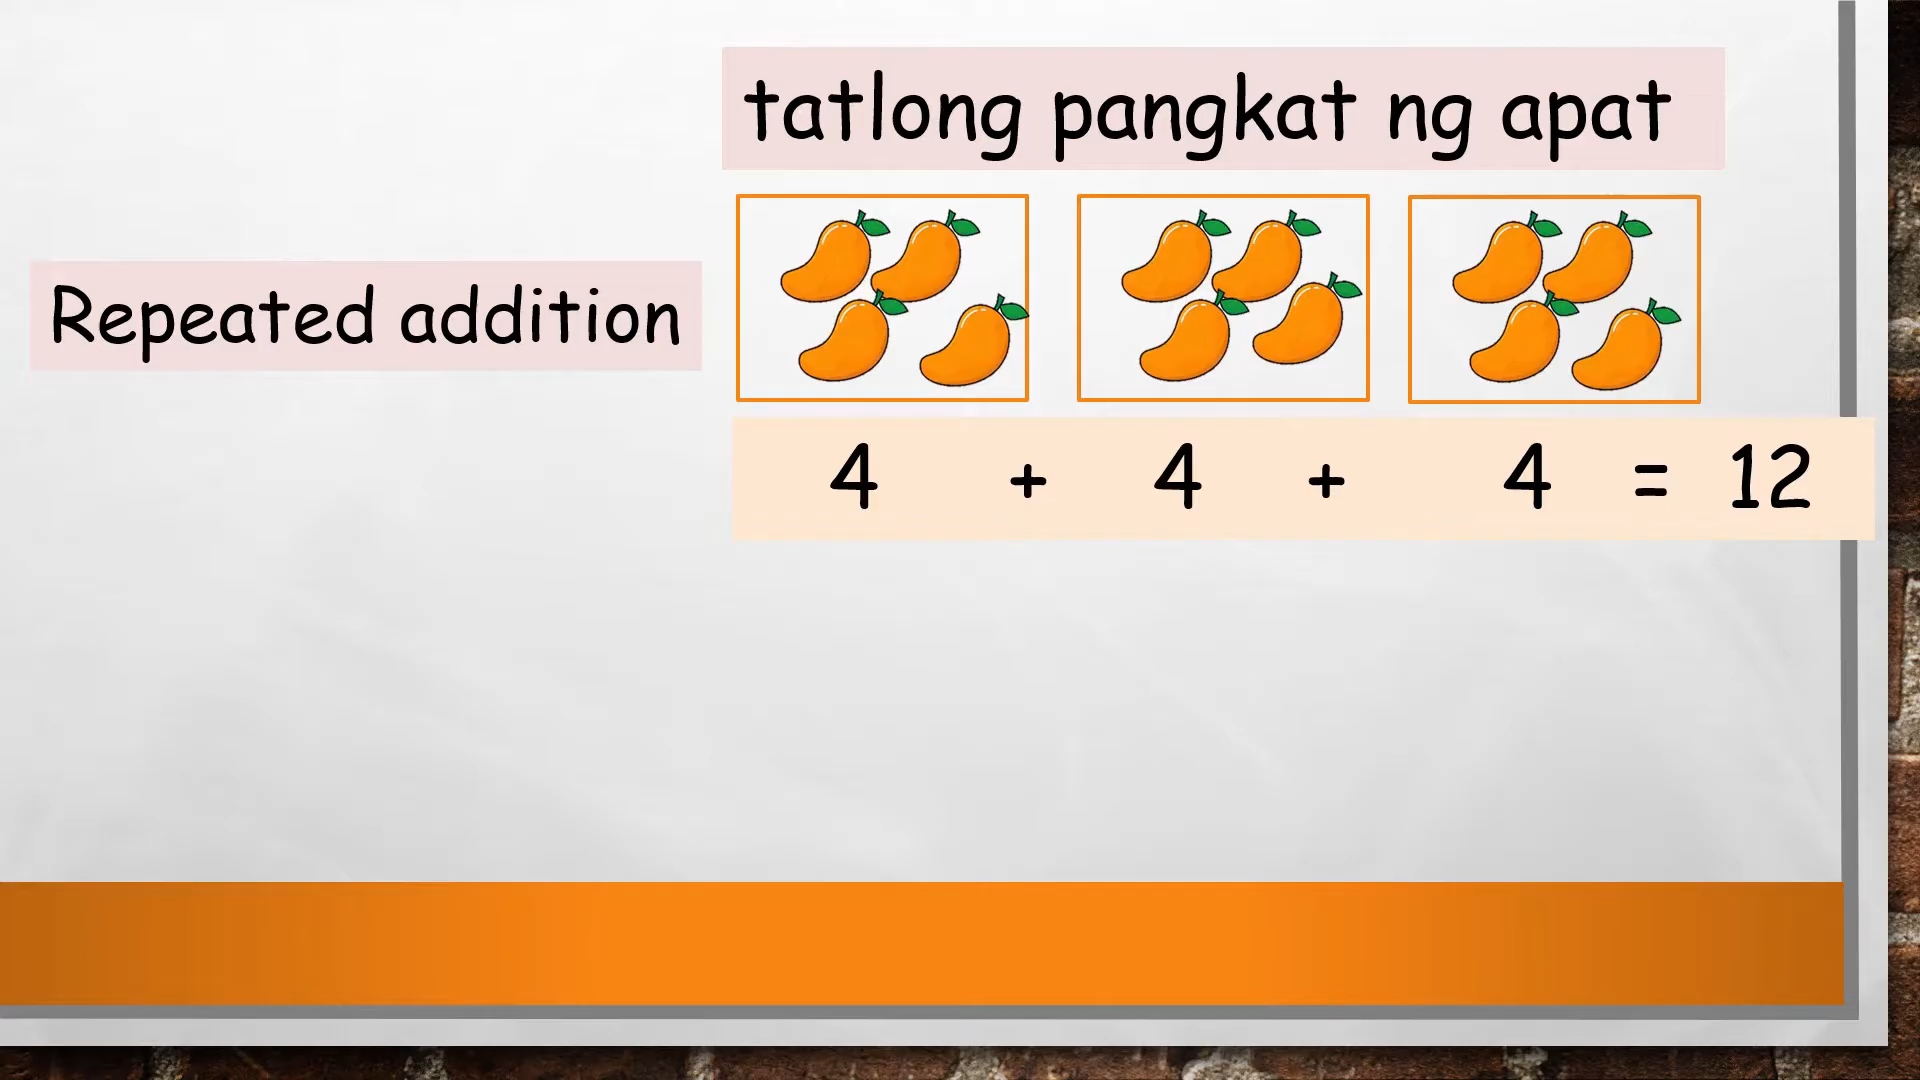 tatlong pangkat ng apat
Repeated addition
4 + 4 + 4 = 12